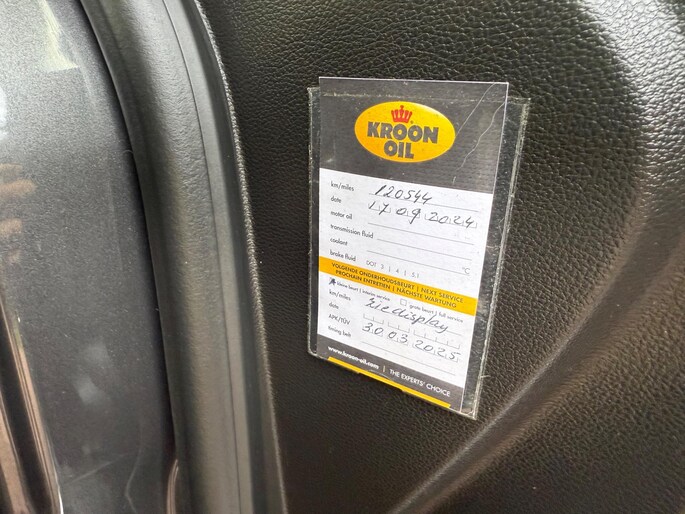 KROON
OIL
km/miles 120544
date 17 09 2024
motor oil
transmission fluid
coolant
brake fluid DOT 3 | 4 | 5.1 °C
VOLGENDE ONDERHOUDSBEURT | NEXT SERVICE
PROCHAIN ENTRETIEN | NÄCHSTE WARTUNG
kleine beurt | interim service grote beurt | full service
km/miles zie display
date
APK/TÜV 30 03 2025
timing belt
www.kroon-oil.com | THE EXPERTS' CHOICE